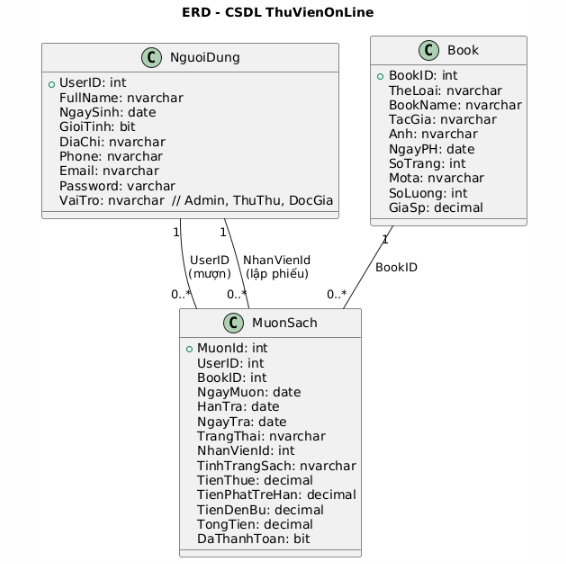 ERD - CSDL ThuVienOnLine
C NguoiDung
UserID: int
FullName: nvarchar
NgaySinh: date
GioiTinh: bit
DiaChi: nvarchar
Phone: nvarchar
Email: nvarchar
Password: varchar
VaiTro: nvarchar // Admin, ThuThu, DocGia
C Book
BookID: int
TheLoai: nvarchar
BookName: nvarchar
TacGia: nvarchar
Anh: nvarchar
NgayPH: date
SoTrang: int
Mota: nvarchar
SoLuong: int
GiaSp: decimal
1
UserID
(mượn)
0..*
1
NhanVienId
(lập phiếu)
0..*
1
BookID
0..*
C MuonSach
MuonId: int
UserID: int
BookID: int
NgayMuon: date
HanTra: date
NgayTra: date
TrangThai: nvarchar
NhanVienId: int
TinhTrangSach: nvarchar
TienThue: decimal
TienPhatTreHan: decimal
TienDenBu: decimal
TongTien: decimal
DaThanhToan: bit